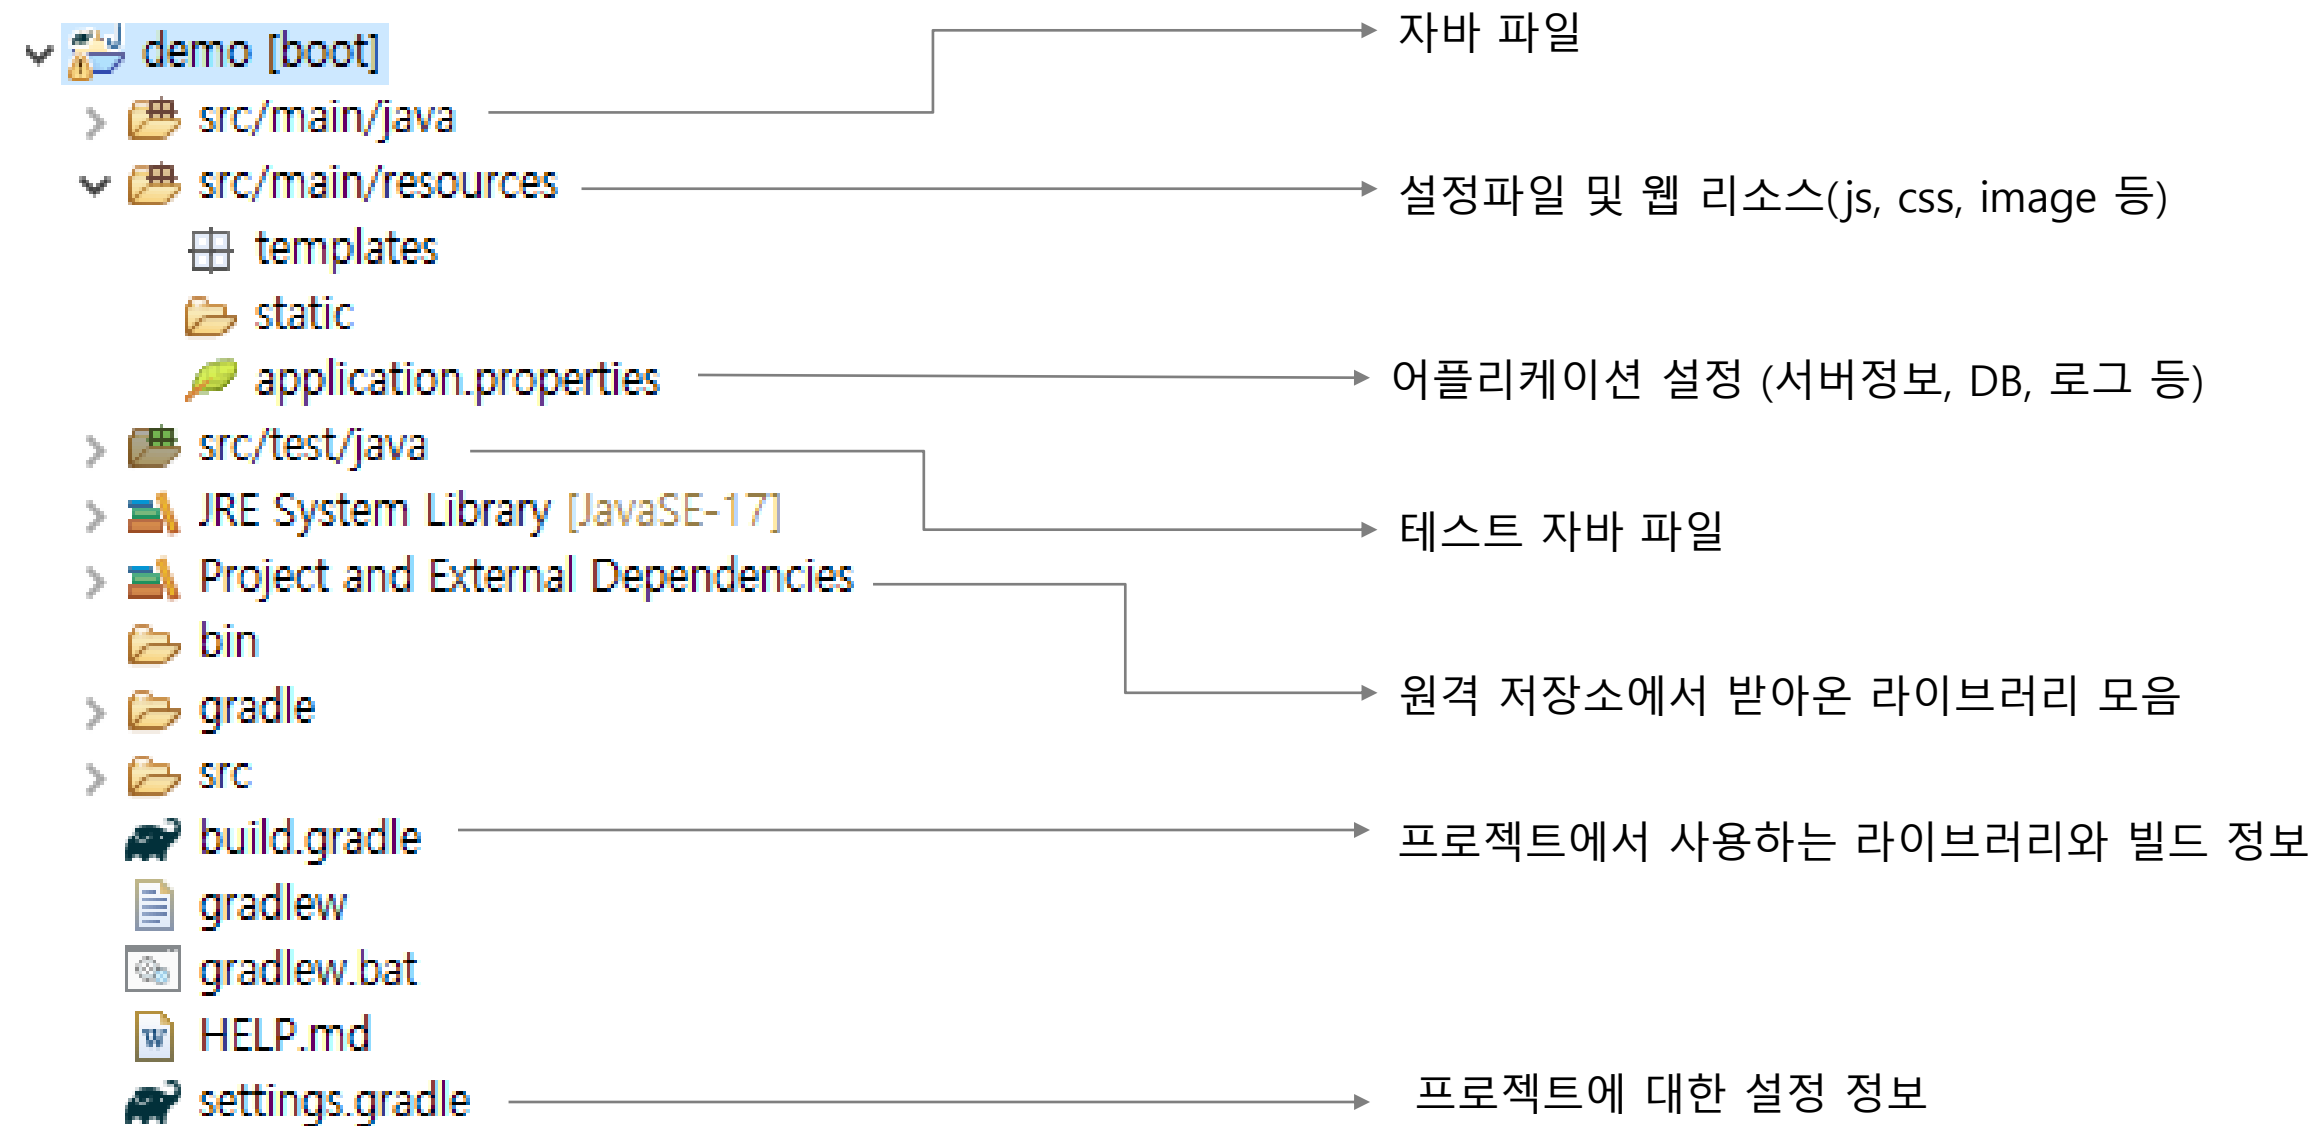 demo [boot]
자바 파일
src/main/java
src/main/resources
설정파일 및 웹 리소스(js, css, image 등)
templates
static
application.properties
어플리케이션 설정 (서버정보, DB, 로그 등)
src/test/java
JRE System Library [JavaSE-17]
테스트 자바 파일
Project and External Dependencies
bin
원격 저장소에서 받아온 라이브러리 모음
gradle
src
build.gradle
프로젝트에서 사용하는 라이브러리와 빌드 정보
gradlew
gradlew.bat
HELP.md
settings.gradle
프로젝트에 대한 설정 정보